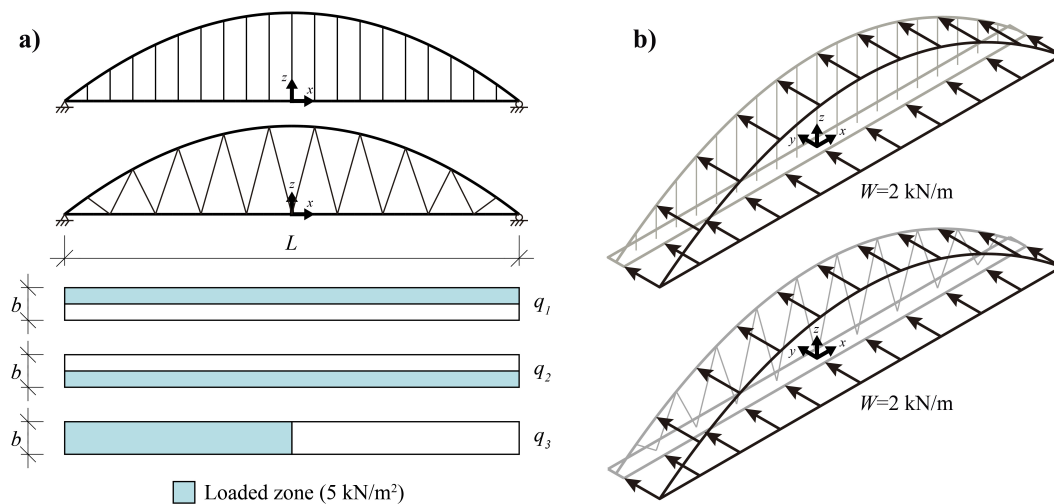 a)
z
x
z
x
L
b
q1
b
q2
b
q3
Loaded zone (5 kN/m²)
b)
z
y
x
W=2 kN/m
z
y
x
W=2 kN/m